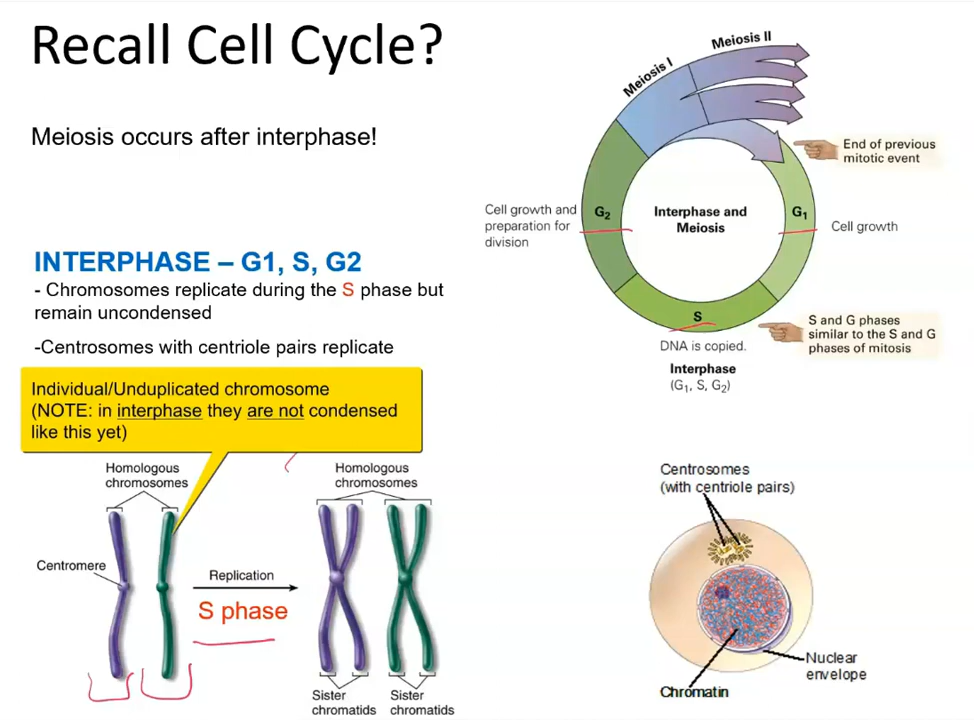 Recall Cell Cycle?
Meiosis occurs after interphase!
INTERPHASE – G1, S, G2
- Chromosomes replicate during the S phase but
remain uncondensed
-Centrosomes with centriole pairs replicate
Individual/Unduplicated chromosome
(NOTE: in interphase they are not condensed
like this yet)
Homologous
chromosomes
Centromere
Replication
S phase
Homologous
chromosomes
Sister
chromatids
Sister
chromatids
Meiosis I
Meiosis II
End of previous
mitotic event
Cell growth and
preparation for
division
G₂
Interphase and
Meiosis
G₁
Cell growth
S
DNA is copied.
Interphase
(G₁, S, G₂)
S and G phases
similar to the S and G
phases of mitosis
Centrosomes
(with centriole pairs)
Nuclear
envelope
Chromatin